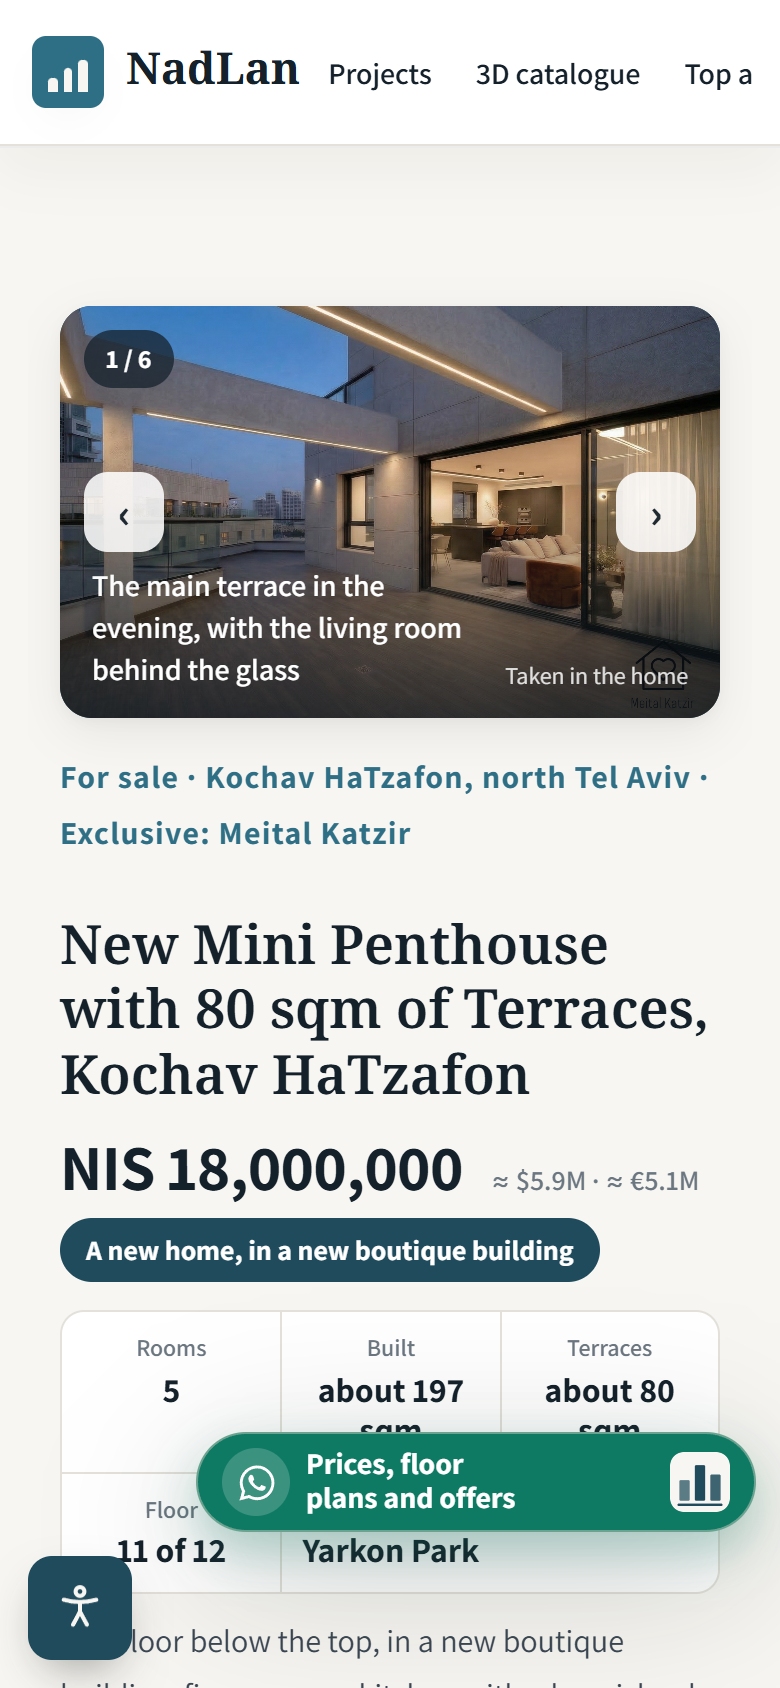 NadLan Projects 3D catalogue Top a
1 / 6
‹ ›
The main terrace in the
evening, with the living room
behind the glass
Taken in the home
Meital Katzir
For sale · Kochav HaTzafon, north Tel Aviv ·
Exclusive: Meital Katzir
New Mini Penthouse
with 80 sqm of Terraces,
Kochav HaTzafon
NIS 18,000,000 ≈ $5.9M · ≈ €5.1M
A new home, in a new boutique building
Rooms
5
Built
about 197
sqm
Terraces
about 80
sqm
Prices, floor
plans and offers
Floor
11 of 12
Yarkon Park
loor below the top, in a new boutique